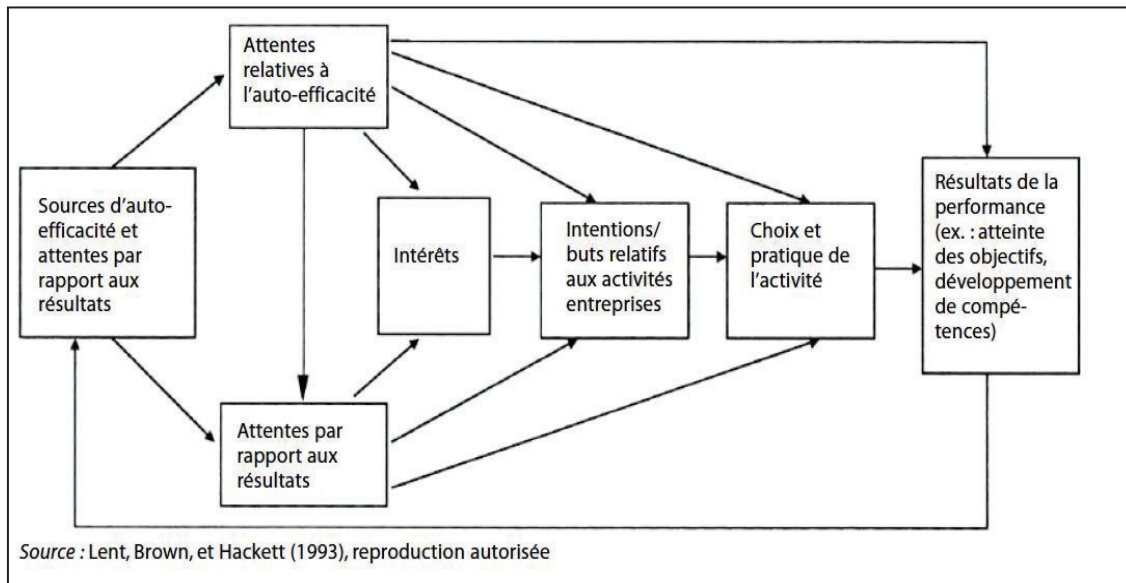 Attentes
relatives à
l'auto-efficacité
Sources d'auto-
efficacité et
attentes par
rapport aux
résultats
Intérêts
Intentions/
buts relatifs
aux activités
entreprises
Choix et
pratique de
l'activité
Résultats de la
performance
(ex. : atteinte
des objectifs,
développement
de compé-
tences)
Attentes par
rapport aux
résultats
Source : Lent, Brown, et Hackett (1993), reproduction autorisée